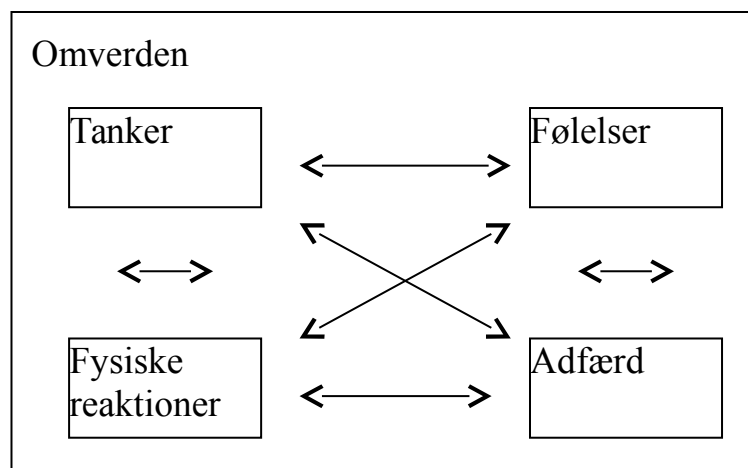 Omverden
Tanker
Følelser
Fysiske
reaktioner
Adfærd